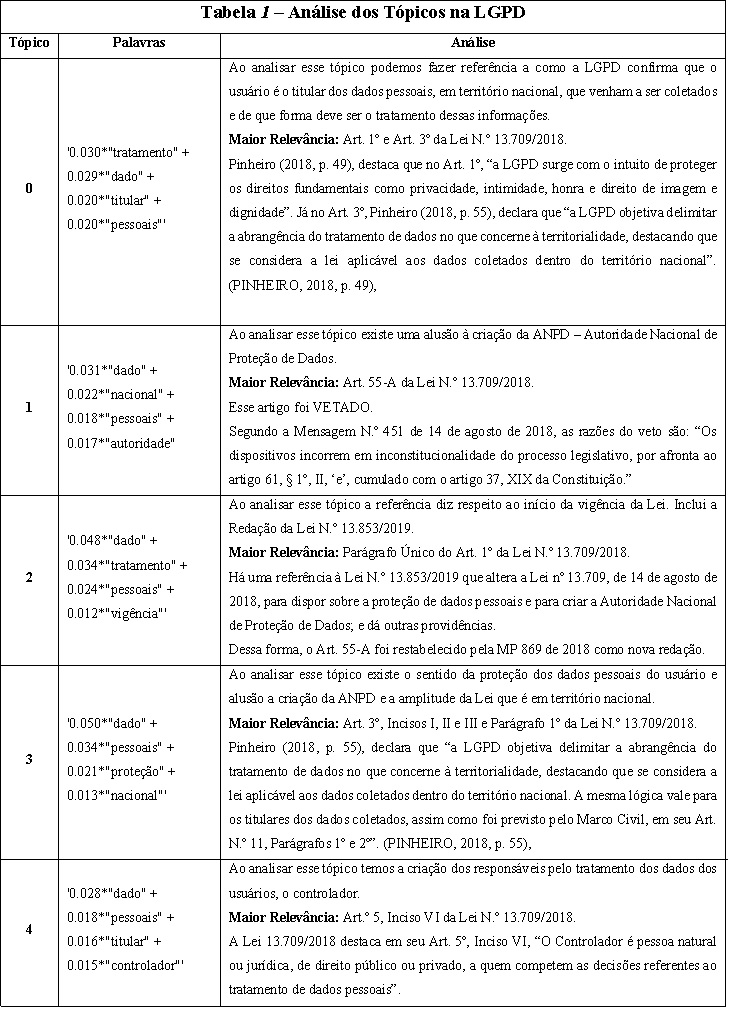 Tabela 1 – Análise dos Tópicos na LGPD
Tópico Palavras Análise
0
'0.030*"tratamento" +
0.029*"dado" +
0.020*"titular" +
0.020*"pessoais"'
Ao analisar esse tópico podemos fazer referência a como a LGPD confirma que o
usuário é o titular dos dados pessoais, em território nacional, que venham a ser coletados
e de que forma deve ser o tratamento dessas informações.
Maior Relevância: Art. 1º e Art. 3º da Lei N.º 13.709/2018.
Pinheiro (2018, p. 49), destaca que no Art. 1º, “a LGPD surge com o intuito de proteger
os direitos fundamentais como privacidade, intimidade, honra e direito de imagem e
dignidade”. Já no Art. 3º, Pinheiro (2018, p. 55), declara que “a LGPD objetiva delimitar
a abrangência do tratamento de dados no que concerne à territorialidade, destacando que
se considera a lei aplicável aos dados coletados dentro do território nacional”.
(PINHEIRO, 2018, p. 49),
1
'0.031*"dado" +
0.022*"nacional" +
0.018*"pessoais" +
0.017*"autoridade"
Ao analisar esse tópico existe uma alusão à criação da ANPD – Autoridade Nacional de
Proteção de Dados.
Maior Relevância: Art. 55-A da Lei N.º 13.709/2018.
Esse artigo foi VETADO.
Segundo a Mensagem N.º 451 de 14 de agosto de 2018, as razões do veto são: “Os
dispositivos incorrem em inconstitucionalidade do processo legislativo, por afronta ao
artigo 61, § 1º, II, ‘e’, cumulado com o artigo 37, XIX da Constituição.”
2
'0.048*"dado" +
0.034*"tratamento" +
0.024*"pessoais" +
0.012*"vigência"'
Ao analisar esse tópico a referência diz respeito ao início da vigência da Lei. Inclui a
Redação da Lei N.º 13.853/2019.
Maior Relevância: Parágrafo Único do Art. 1º da Lei N.º 13.709/2018.
Há uma referência à Lei N.º 13.853/2019 que altera a Lei nº 13.709, de 14 de agosto de
2018, para dispor sobre a proteção de dados pessoais e para criar a Autoridade Nacional
de Proteção de Dados; e dá outras providências.
Dessa forma, o Art. 55-A foi restabelecido pela MP 869 de 2018 como nova redação.
3
'0.050*"dado" +
0.034*"pessoais" +
0.021*"proteção" +
0.013*"nacional"'
Ao analisar esse tópico existe o sentido da proteção dos dados pessoais do usuário e
alusão a criação da ANPD e a amplitude da Lei que é em território nacional.
Maior Relevância: Art. 3º, Incisos I, II e III e Parágrafo 1º da Lei N.º 13.709/2018.
Pinheiro (2018, p. 55), declara que “a LGPD objetiva delimitar a abrangência do
tratamento de dados no que concerne à territorialidade, destacando que se considera a
lei aplicável aos dados coletados dentro do território nacional. A mesma lógica vale para
os titulares dos dados coletados, assim como foi previsto pelo Marco Civil, em seu Art.
N.º 11, Parágrafos 1º e 2º”. (PINHEIRO, 2018, p. 55),
4
'0.028*"dado" +
0.018*"pessoais" +
0.016*"titular" +
0.015*"controlador"'
Ao analisar esse tópico temos a criação dos responsáveis pelo tratamento dos dados dos
usuários, o controlador.
Maior Relevância: Art.º 5, Inciso VI da Lei N.º 13.709/2018.
A Lei 13.709/2018 destaca em seu Art. 5º, Inciso VI, “O Controlador é pessoa natural
ou jurídica, de direito público ou privado, a quem competem as decisões referentes ao
tratamento de dados pessoais”.